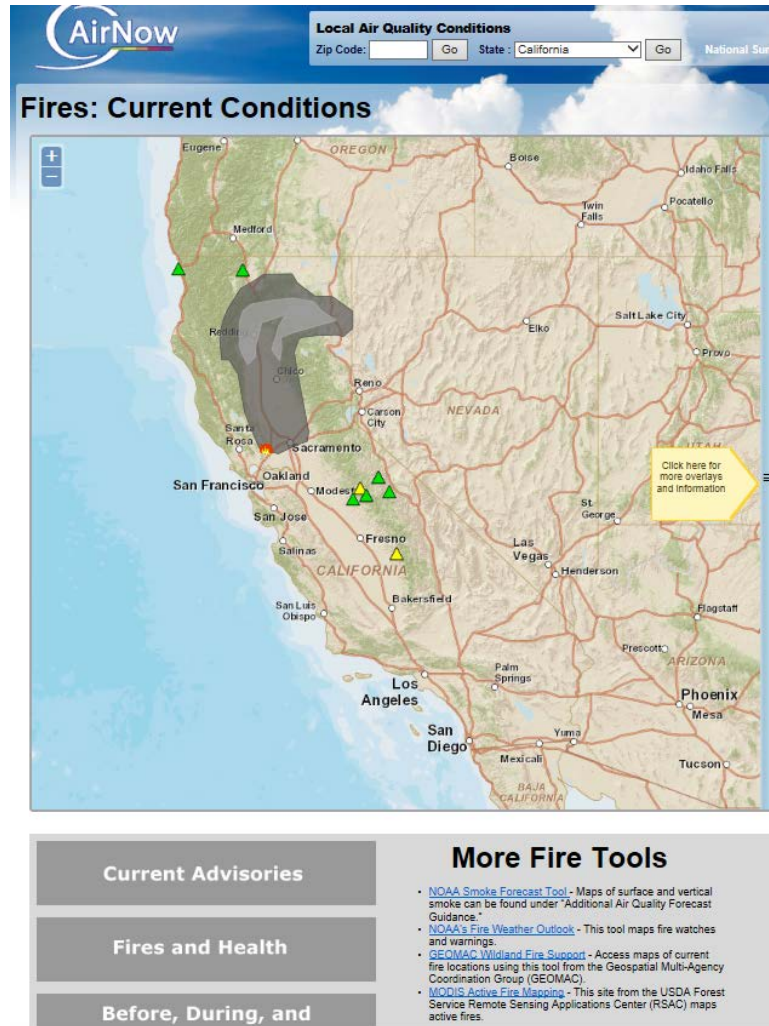 AirNow
Local Air Quality Conditions
Zip Code: Go State : California Go National
Fires: Current Conditions
+
−
Eugene
OREGON
Boise
Idaho Falls
Pocatello
Twin
Falls
Medford
Salt Lake City
Elko
Provo
Chico
Reno
Carson
City
NEVADA
Santa
Rosa
Sacramento
UTAH
Click here for
more overlays
and information
Oakland
San Francisco
San Jose
St.
George
Fresno
Salinas
Las
Vegas
Henderson
CALIFORNIA
Bakersfield
San Luis
Obispo
Flagstaff
Prescott
ARIZONA
Palm
Springs
Los
Angeles
Phoenix
Mesa
San
Diego
Yuma
Mexicali
Tucson
BAJA
CALIFORNIA
Current Advisories
Fires and Health
Before, During, and
More Fire Tools
• NOAA Smoke Forecast Tool - Maps of surface and vertical
smoke can be found under "Additional Air Quality Forecast
Guidance."
• NOAA's Fire Weather Outlook - This tool maps fire watches
and warnings.
• GEOMAC Wildland Fire Support - Access maps of current
fire locations using this tool from the Geospatial Multi-Agency
Coordination Group (GEOMAC).
• MODIS Active Fire Mapping - This site from the USDA Forest
Service Remote Sensing Applications Center (RSAC) maps
active fires.